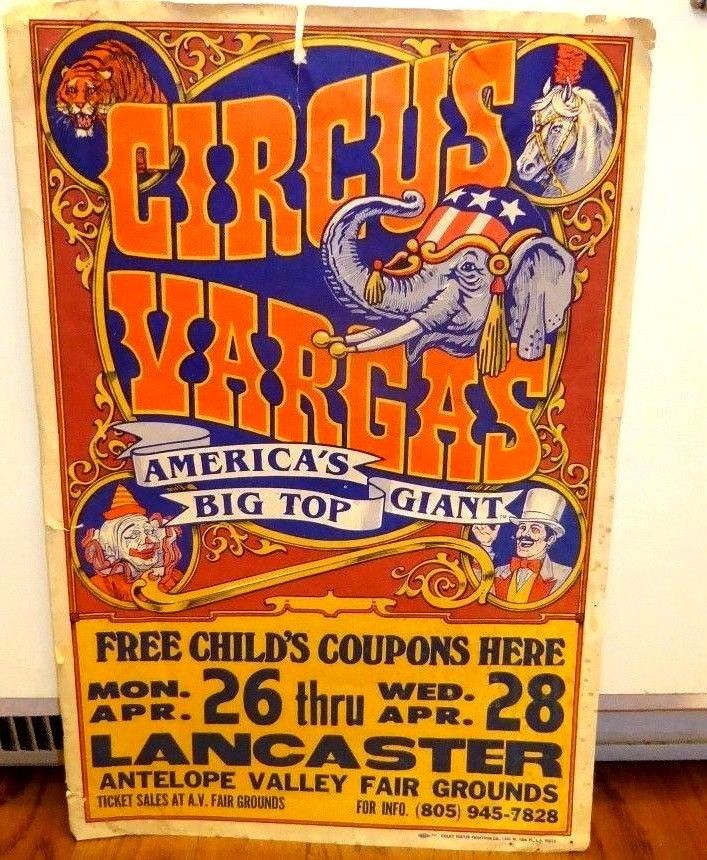 CIRCUS
VARGAS
AMERICA'S
BIG TOP GIANT
FREE CHILD'S COUPONS HERE
MON. APR. 26 thru WED. APR. 28
LANCASTER
ANTELOPE VALLEY FAIR GROUNDS
TICKET SALES AT A.V. FAIR GROUNDS FOR INFO. (805) 945-7828